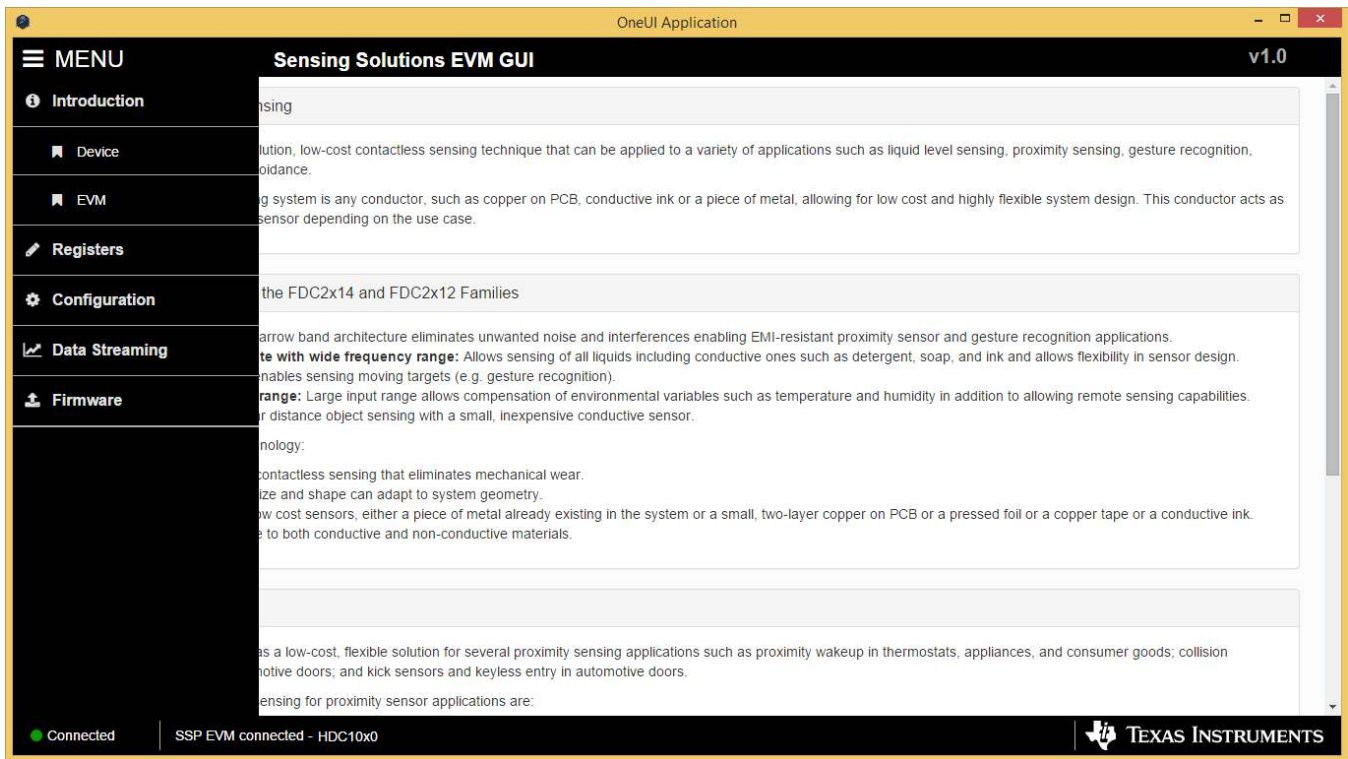 OneUI Application
MENU
Sensing Solutions EVM GUI
v1.0
Introduction
Device
EVM
Registers
Configuration
Data Streaming
Firmware
nsing
lution, low-cost contactless sensing technique that can be applied to a variety of applications such as liquid level sensing, proximity sensing, gesture recognition,
oidance.
ng system is any conductor, such as copper on PCB, conductive ink or a piece of metal, allowing for low cost and highly flexible system design. This conductor acts as
sensor depending on the use case.
the FDC2x14 and FDC2x12 Families
arrow band architecture eliminates unwanted noise and interferences enabling EMI-resistant proximity sensor and gesture recognition applications.
te with wide frequency range: Allows sensing of all liquids including conductive ones such as detergent, soap, and ink and allows flexibility in sensor design.
enables sensing moving targets (e.g. gesture recognition).
range: Large input range allows compensation of environmental variables such as temperature and humidity in addition to allowing remote sensing capabilities.
r distance object sensing with a small, inexpensive conductive sensor.
nology:
contactless sensing that eliminates mechanical wear.
ize and shape can adapt to system geometry.
ow cost sensors, either a piece of metal already existing in the system or a small, two-layer copper on PCB or a pressed foil or a copper tape or a conductive ink.
e to both conductive and non-conductive materials.
as a low-cost, flexible solution for several proximity sensing applications such as proximity wakeup in thermostats, appliances, and consumer goods; collision
notive doors; and kick sensors and keyless entry in automotive doors.
ensing for proximity sensor applications are:
Connected
SSP EVM connected - HDC10x0
TEXAS INSTRUMENTS